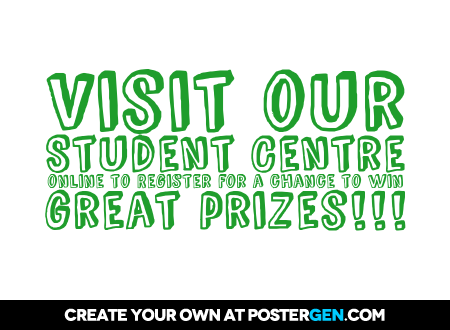 VISIT OUR
STUDENT CENTRE
ONLINE TO REGISTER FOR A CHANCE TO WIN
GREAT PRIZES!!!
CREATE YOUR OWN AT POSTERGEN.COM